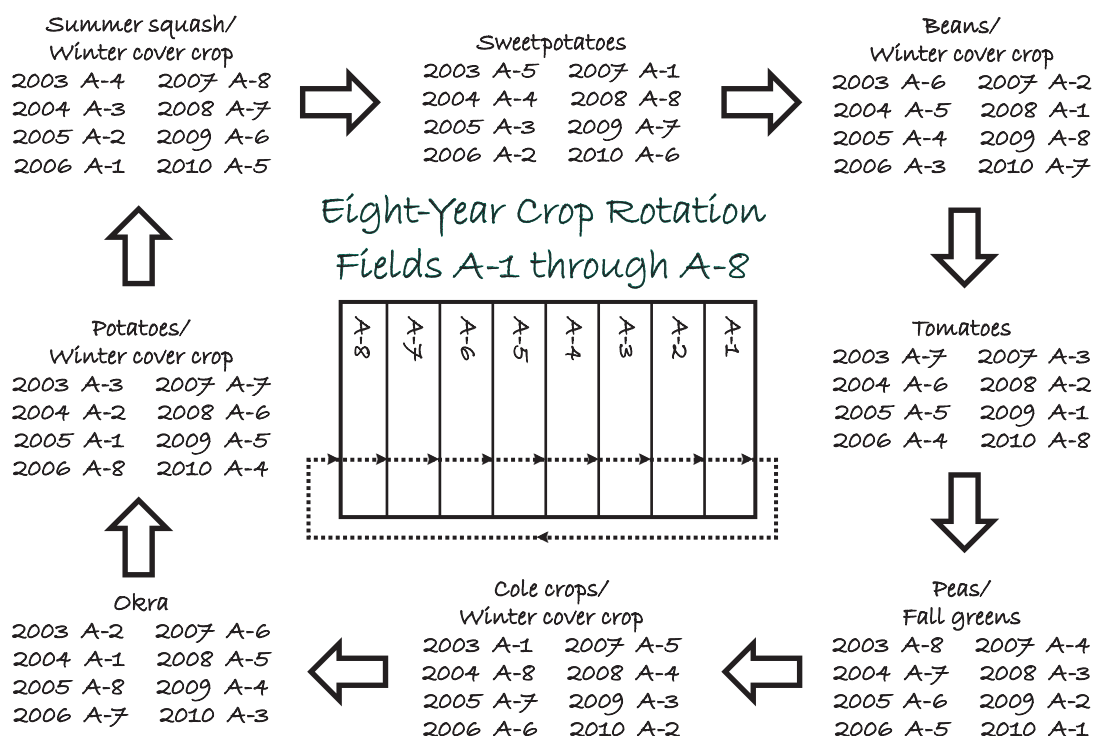 Summer squash/
Winter cover crop
2003 A-4 2007 A-8
2004 A-3 2008 A-7
2005 A-2 2009 A-6
2006 A-1 2010 A-5
Sweetpotatoes
2003 A-5 2007 A-1
2004 A-4 2008 A-8
2005 A-3 2009 A-7
2006 A-2 2010 A-6
Beans/
Winter cover crop
2003 A-6 2007 A-2
2004 A-5 2008 A-1
2005 A-4 2009 A-8
2006 A-3 2010 A-7
Eight-Year Crop Rotation
Fields A-1 through A-8
A-8
A-7
A-6
A-5
A-4
A-3
A-2
A-1
Potatoes/
Winter cover crop
2003 A-3 2007 A-7
2004 A-2 2008 A-6
2005 A-1 2009 A-5
2006 A-8 2010 A-4
Tomatoes
2003 A-7 2007 A-3
2004 A-6 2008 A-2
2005 A-5 2009 A-1
2006 A-4 2010 A-8
Okra
2003 A-2 2007 A-6
2004 A-1 2008 A-5
2005 A-8 2009 A-4
2006 A-7 2010 A-3
Cole crops/
Winter cover crop
2003 A-1 2007 A-5
2004 A-8 2008 A-4
2005 A-7 2009 A-3
2006 A-6 2010 A-2
Peas/
Fall greens
2003 A-8 2007 A-4
2004 A-7 2008 A-3
2005 A-6 2009 A-2
2006 A-5 2010 A-1